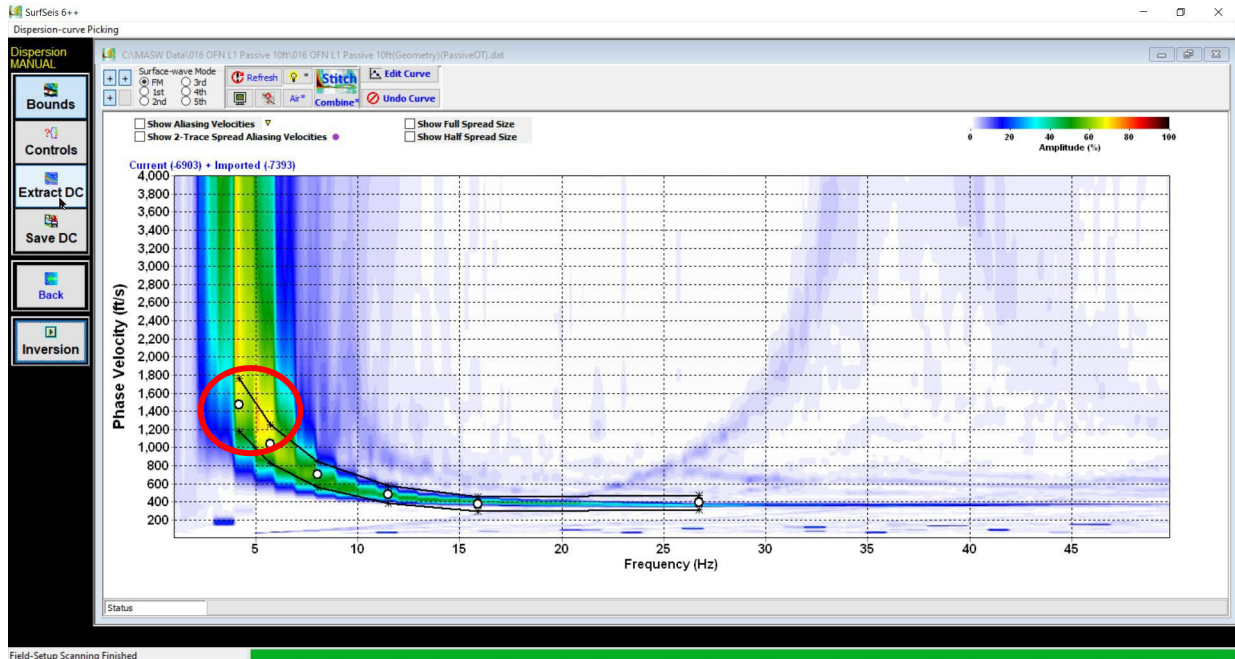 SurfSeis 6++
Dispersion-curve Picking
Dispersion
MANUAL
Bounds
Controls
Extract DC
Save DC
Back
Inversion
C:\MASW Data\016 OFN L1 Passive 10ft\016 OFN L1 Passive 10ft(Geometry)(PassiveOT).dat
Surface-wave Mode
FM 3rd
1st 4th
2nd 5th
Refresh
*
Air*
Stitch
Combine*
Edit Curve
Undo Curve
Show Aliasing Velocities
Show 2-Trace Spread Aliasing Velocities
Show Full Spread Size
Show Half Spread Size
0 20 40 60 80 100
Amplitude (%)
Current (-6903) + Imported (-7393)
Phase Velocity (ft/s)
4,000
3,800
3,600
3,400
3,200
3,000
2,800
2,600
2,400
2,200
2,000
1,800
1,600
1,400
1,200
1,000
800
600
400
200
5 10 15 20 25 30 35 40 45
Frequency (Hz)
Status
Field-Setup Scanning Finished